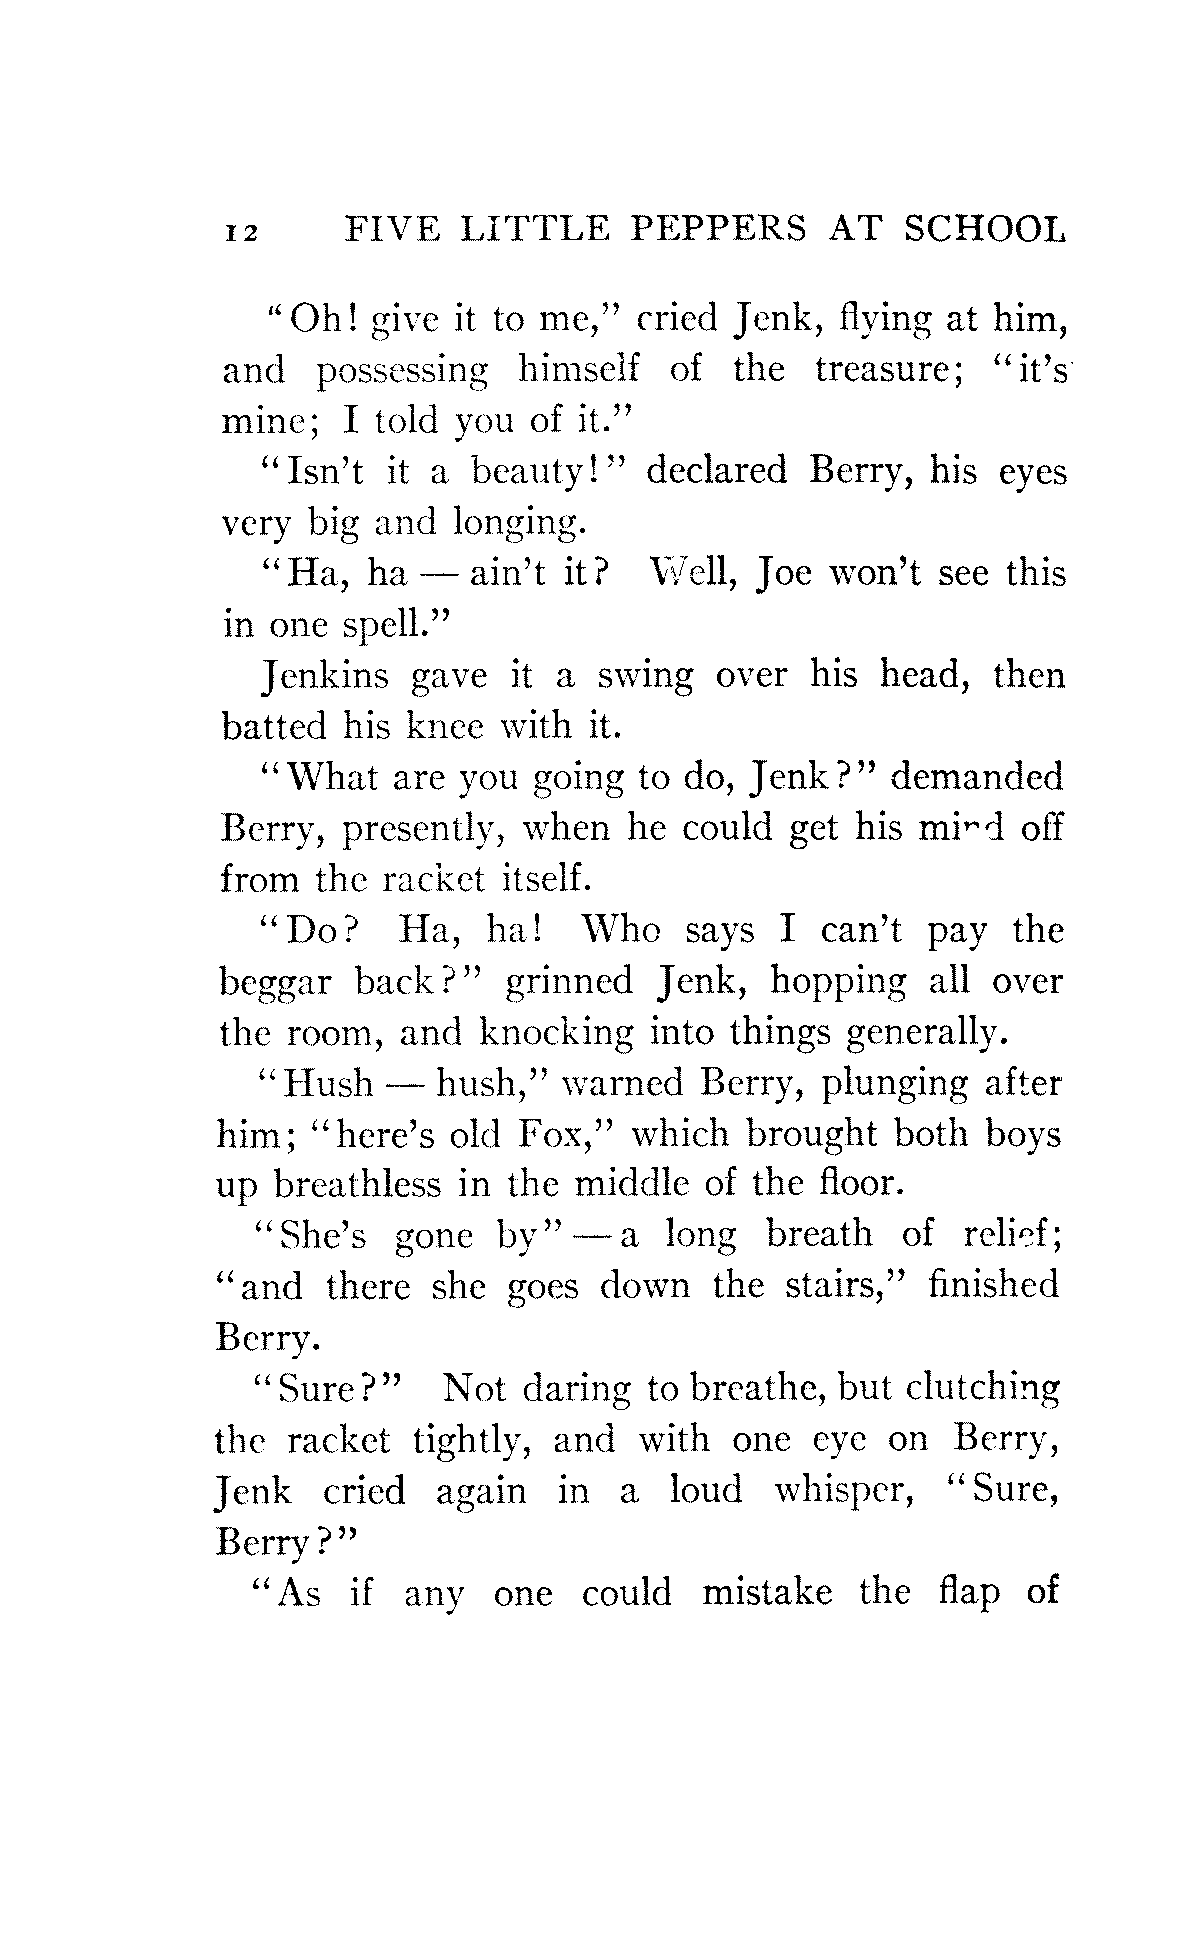 12 FIVE LITTLE PEPPERS AT SCHOOL
"Oh! give it to me," cried Jenk, flying at him,
and possessing himself of the treasure; "it's
mine; I told you of it."
"Isn't it a beauty!" declared Berry, his eyes
very big and longing.
"Ha, ha — ain't it? Well, Joe won't see this
in one spell."
Jenkins gave it a swing over his head, then
batted his knee with it.
"What are you going to do, Jenk?" demanded
Berry, presently, when he could get his mind off
from the racket itself.
"Do? Ha, ha! Who says I can't pay the
beggar back?" grinned Jenk, hopping all over
the room, and knocking into things generally.
"Hush — hush," warned Berry, plunging after
him; "here's old Fox," which brought both boys
up breathless in the middle of the floor.
"She's gone by" — a long breath of relief;
"and there she goes down the stairs," finished
Berry.
"Sure?" Not daring to breathe, but clutching
the racket tightly, and with one eye on Berry,
Jenk cried again in a loud whisper, "Sure,
Berry?"
"As if any one could mistake the flap of